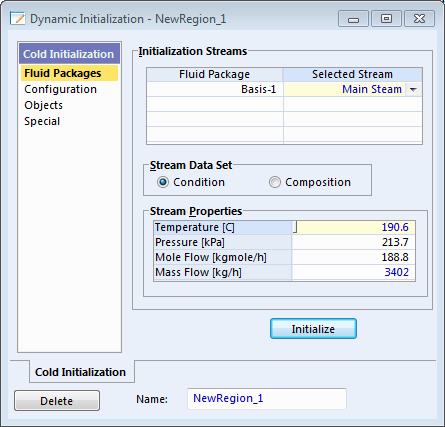 Dynamic Initialization - NewRegion_1
Cold Initialization
Fluid Packages
Configuration
Objects
Special
Initialization Streams
Fluid Package Selected Stream
Basis-1 Main Steam
Stream Data Set
Condition Composition
Stream Properties
Temperature [C] 190.6
Pressure [kPa] 213.7
Mole Flow [kgmole/h] 188.8
Mass Flow [kg/h] 3402
Initialize
Cold Initialization
Delete Name: NewRegion_1